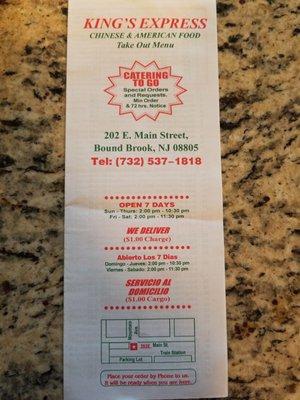 KING'S EXPRESS
CHINESE & AMERICAN FOOD
Take Out Menu
CATERING
TO GO
Special Orders
and Requests.
Min Order
& 72 hrs. Notice
202 E. Main Street,
Bound Brook, NJ 08805
Tel: (732) 537-1818
OPEN 7 DAYS
Sun - Thurs: 2:00 pm - 10:30 pm
Fri - Sat: 2:00 pm - 11:30 pm
WE DELIVER
($1.00 Charge)
Abierto Los 7 Dias
Domingo - Jueves: 2:00 pm - 10:30 pm
Viernes - Sabado: 2:00 pm - 11:30 pm
SERVICIO AL
DOMICILIO
($1.00 Cargo)
Ave
202E. Main St.
Train Station
Parking Lot
Place your order by Phone to us.
It will be ready when you are here.